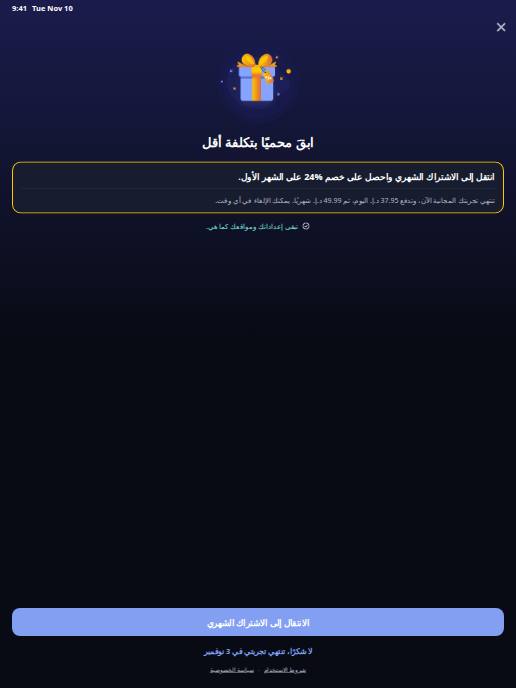 9:41 Tue Nov 10
ابقَ محميًا بتكلفة أقل
انتقل إلى الاشتراك الشهري واحصل على خصم 24% على الشهر الأول.
تنتهي تجربتك المجانية الآن، وتدفع 37.95 د.إ. اليوم، ثم 49.99 د.إ. شهريًا. يمكنك الإلغاء في أي وقت.
تبقى إعداداتك ومواقعك كما هي.
الانتقال إلى الاشتراك الشهري
لا شكرًا، تنتهي تجربتي في 3 نوفمبر
شروط الاستخدام · سياسة الخصوصية